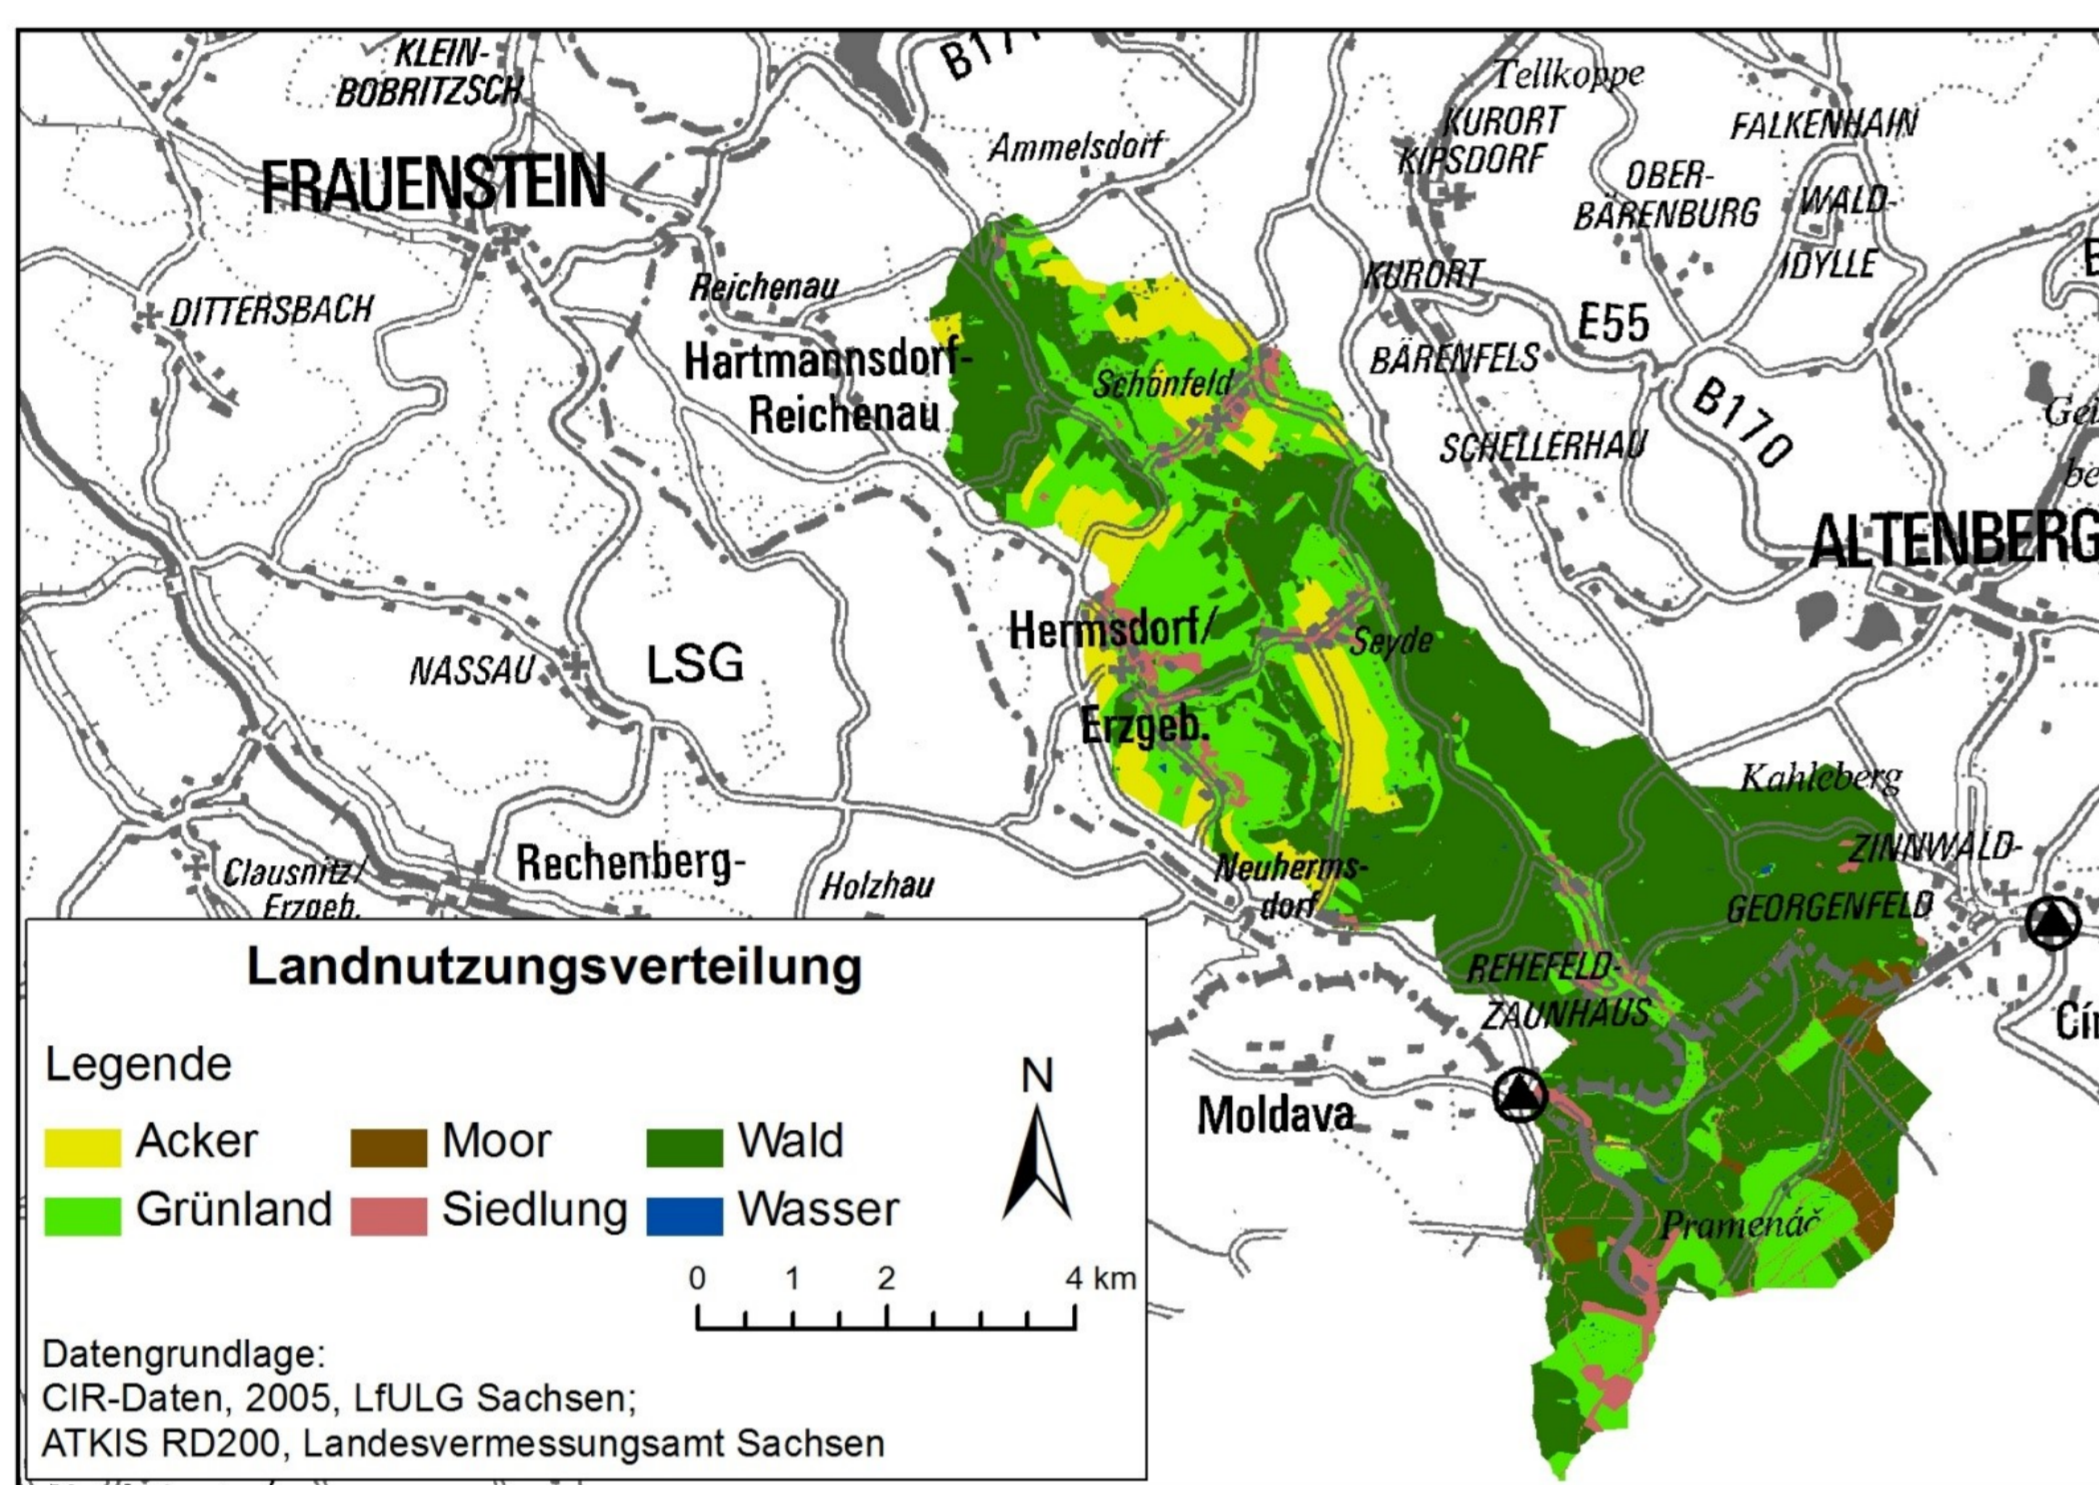 KLEIN-
BOBRITZSCH
Tellkoppe
KURORT
KIPSDORF
FALKENHAIN
Ammelsdorf
FRAUENSTEIN
OBER-
BÄRENBURG
WALD-
IDYLLE
Reichenau
KURORT
DITTERSBACH
E55
Hartmannsdorf-
Reichenau
BÄRENFELS
Schönfeld
B170
SCHELLERHAU
ALTENBERG
Hermsdorf/
Erzgeb.
Seyde
NASSAU
LSG
Kahleberg
Rechenberg-
Clausnitz/
Erzgeb.
Holzhau
Neuherms-
dorf
ZINNWALD-
GEORGENFELD
REHEFELD-
ZAUNHAUS
Moldava
Pramenáč
Landnutzungsverteilung
Legende
N
Acker Moor Wald
Grünland Siedlung Wasser
0 1 2 4 km
Datengrundlage:
CIR-Daten, 2005, LfULG Sachsen;
ATKIS RD200, Landesvermessungsamt Sachsen